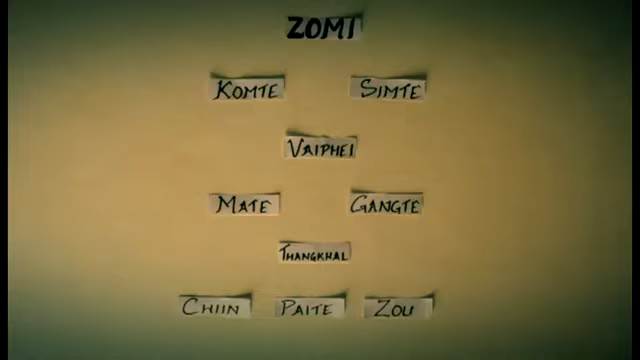 ZOMI
KOMTE SIMTE
VAIPHEI
MATE GANGTE
THANGKHAL
CHIIN PAITE ZOU